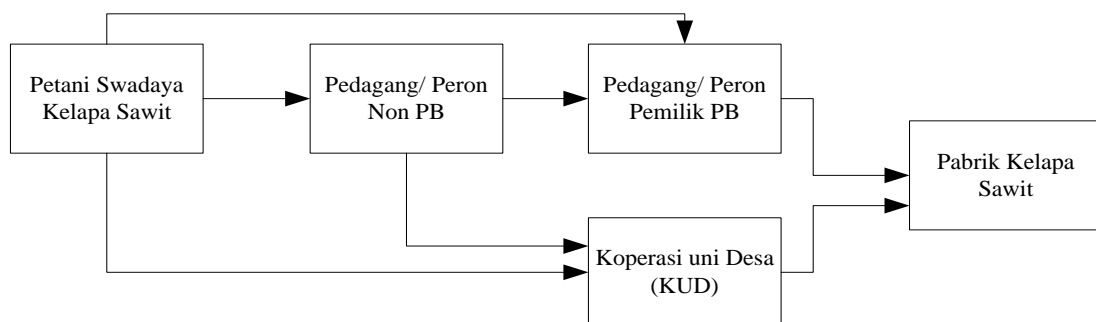 Petani Swadaya
Kelapa Sawit
Pedagang/ Peron
Non PB
Pedagang/ Peron
Pemilik PB
Pabrik Kelapa
Sawit
Koperasi uni Desa
(KUD)